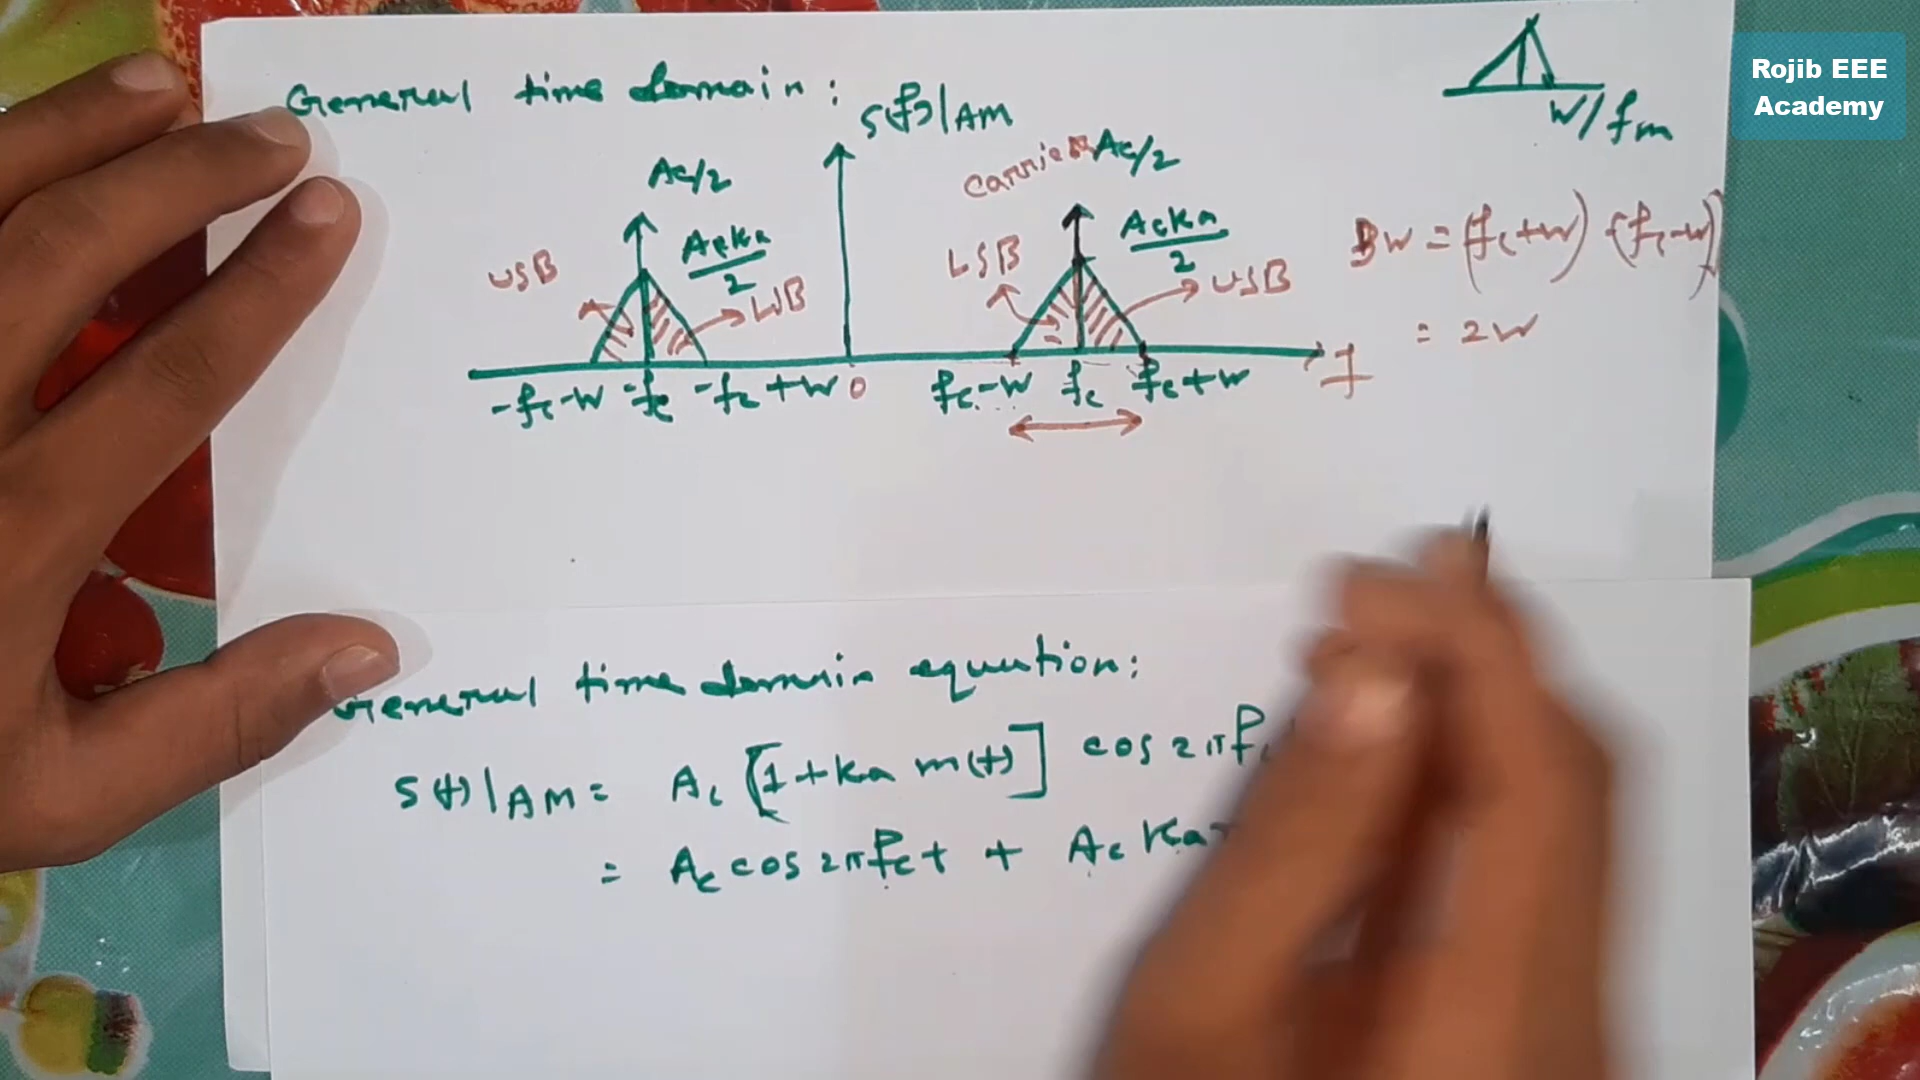 General time domain:
S(f)|AM
W/fm
Rojib EEE
Academy
Ac/2
carrier Ac/2
USB
AcKa/2
LSB
AcKa/2
USB
BW = (fc+W) - (fc-W)
= 2W
-fc-W -fc -fc+W 0 fc-W fc fc+W f
General time domain equation:
S(t)|AM = Ac [1+Ka m(t)] cos 2πfc
= Ac cos 2πfct + Ac Ka